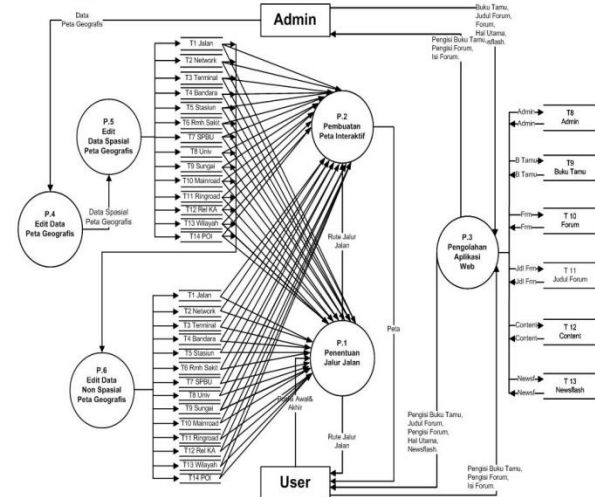 Admin
Data
Peta Geografis
Buku Tamu,
Judul Forum,
Forum,
Hal Utama,
Newsflash.
Pengisi Buku Tamu,
Pengisi Forum,
Isi Forum.
T1 Jalan
T2 Network
T3 Terminal
T4 Bandara
T5 Stasiun
T6 Rmh Sakit
T7 SPBU
T8 Univ
T9 Sungai
T10 Mainroad
T11 Ringroad
T12 Rel KA
T13 Wilayah
T14 POI
P.5
Edit
Data Spasial
Peta Geografis
P.4
Edit Data
Peta Geografis
Data Spasial
Peta Geografis
P.2
Pembuatan
Peta Interaktif
Rute Jalur
Jalan
Peta
P.3
Pengolahan
Aplikasi
Web
Admin
Admin
T8
Admin
B Tamu
B Tamu
T9
Buku Tamu
Frm
Frm
T 10
Forum
Jdl Frm
Jdl Frm
T 11
Judul Forum
Content
Content
T 12
Content
Newsf
Newsf
T 13
Newsflash
P.6
Edit Data
Non Spasial
Peta Geografis
T1 Jalan
T2 Network
T3 Terminal
T4 Bandara
T5 Stasiun
T6 Rmh Sakit
T7 SPBU
T8 Univ
T9 Sungai
T10 Mainroad
T11 Ringroad
T12 Rel KA
T13 Wilayah
T14 POI
P.1
Penentuan
Jalur Jalan
Awal&
Akhir
Rute Jalur
Jalan
Pengisi Buku Tamu,
Judul Forum,
Pengisi Forum,
Hal Utama,
Newsflash.
User
Pengisi Buku Tamu,
Pengisi Forum,
Isi Forum.